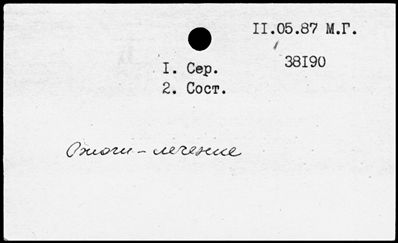 II.05.87 М.Г.
38I90
I. Сер.
2. Сост.
Ожоги - лечение